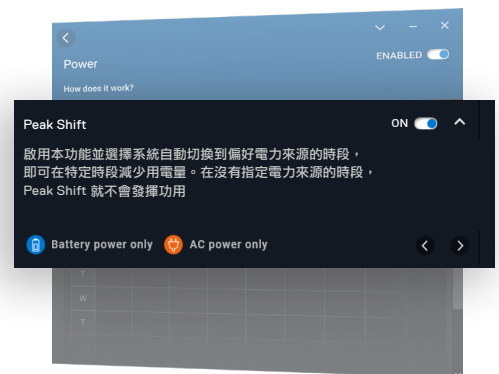 Power
ENABLED
How does it work?
Peak Shift
ON
啟用本功能並選擇系統自動切換到偏好電力來源的時段，
即可在特定時段減少用電量。在沒有指定電力來源的時段，
Peak Shift 就不會發揮功用
Battery power only
AC power only
T
W
T